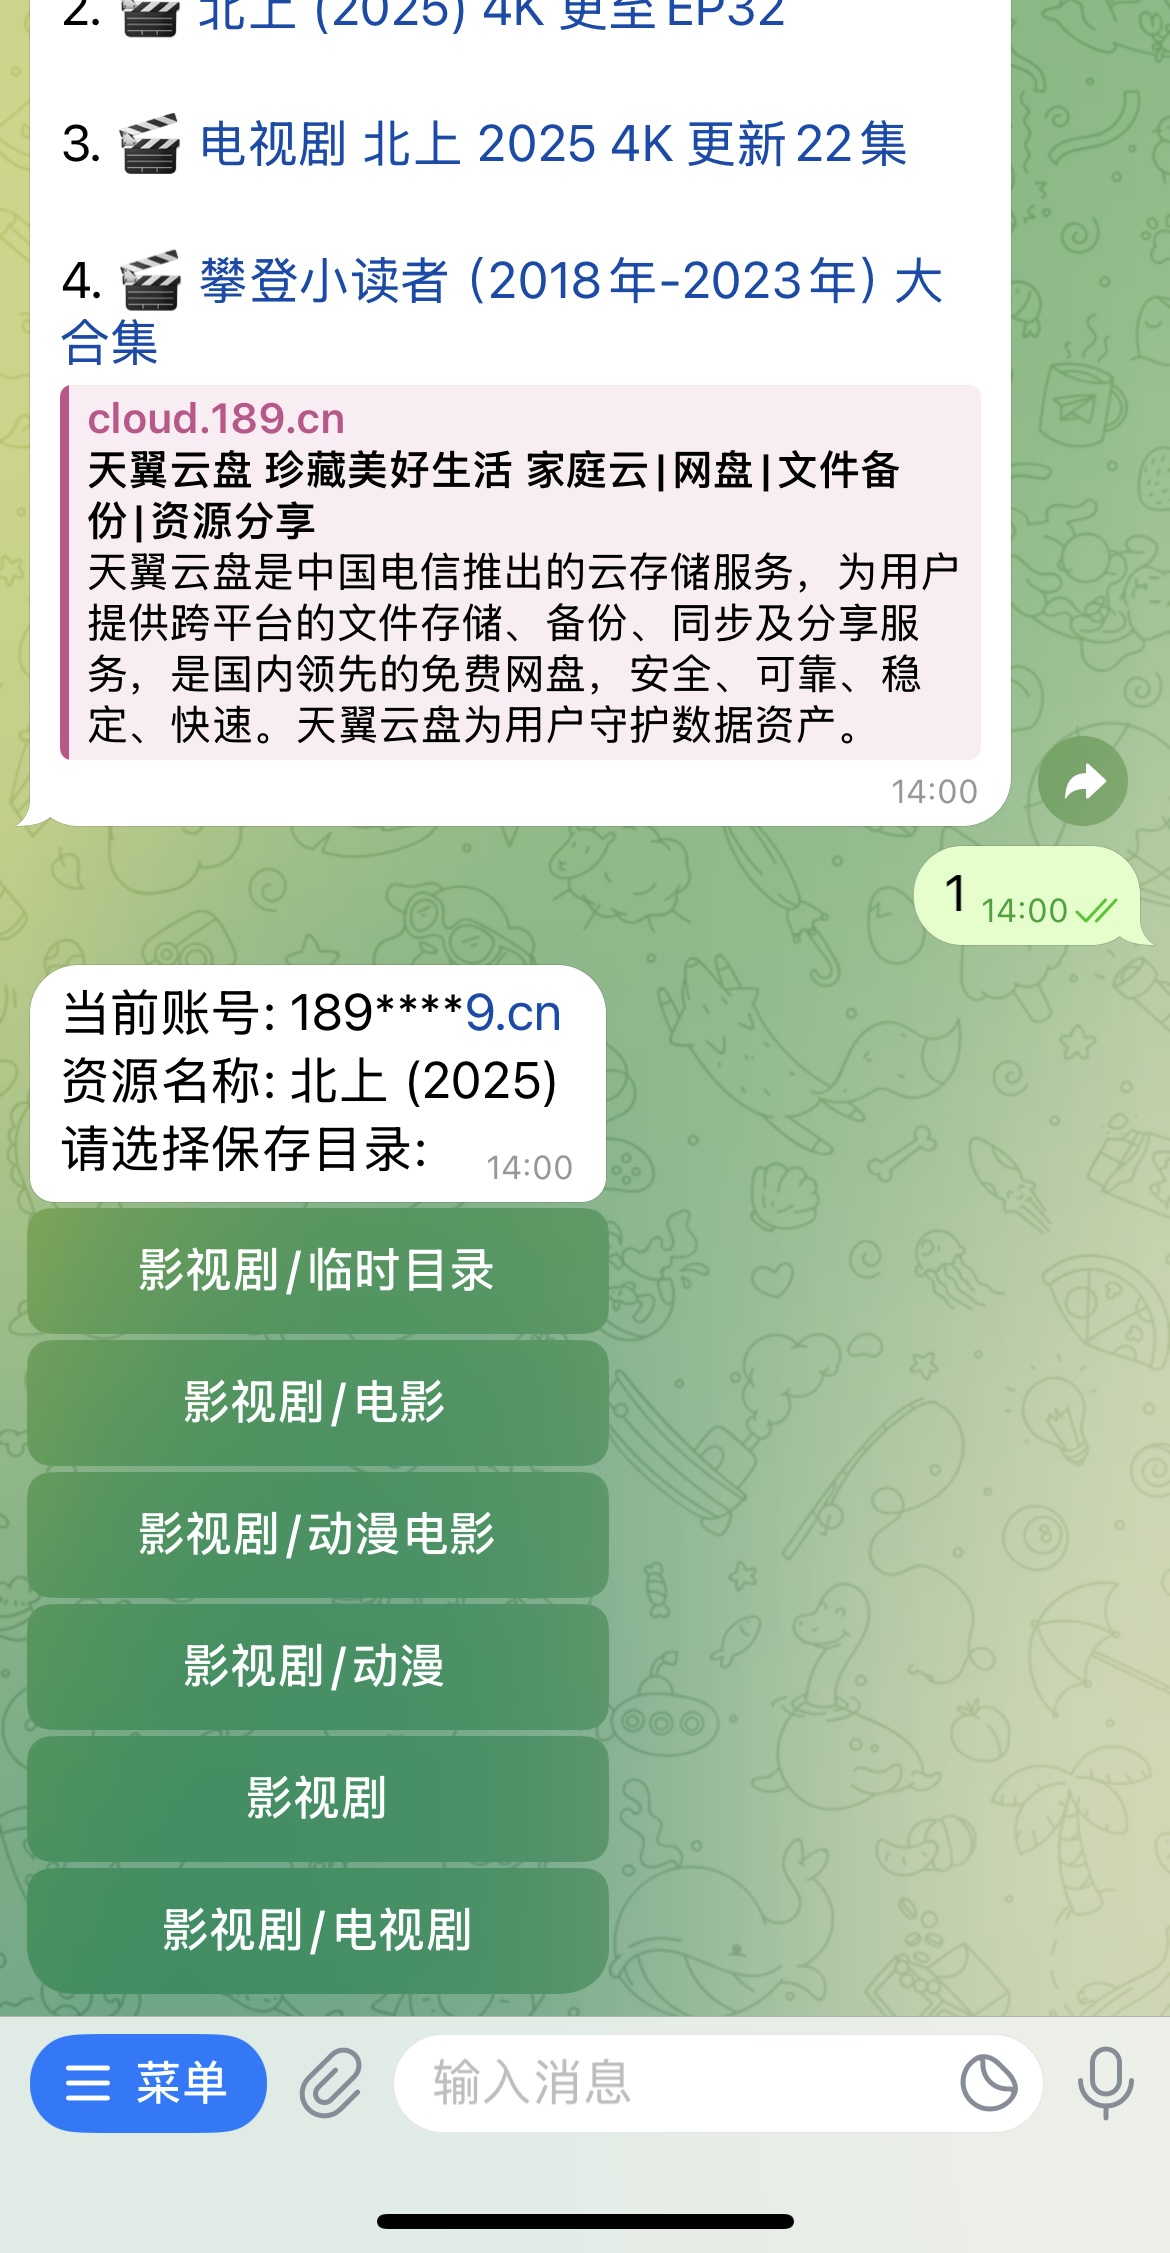 2. 🎬 北上 (2025) 4K 更至EP32
3. 🎬 电视剧 北上 2025 4K 更新22集
4. 🎬 攀登小读者（2018年-2023年）大
合集
cloud.189.cn
天翼云盘 珍藏美好生活 家庭云|网盘|文件备
份|资源分享
天翼云盘是中国电信推出的云存储服务，为用户
提供跨平台的文件存储、备份、同步及分享服
务，是国内领先的免费网盘，安全、可靠、稳
定、快速。天翼云盘为用户守护数据资产。
14:00
1 14:00
当前账号: 189****9.cn
资源名称: 北上 (2025)
请选择保存目录:
14:00
影视剧/临时目录
影视剧/电影
影视剧/动漫电影
影视剧/动漫
影视剧
影视剧/电视剧
菜单
输入消息